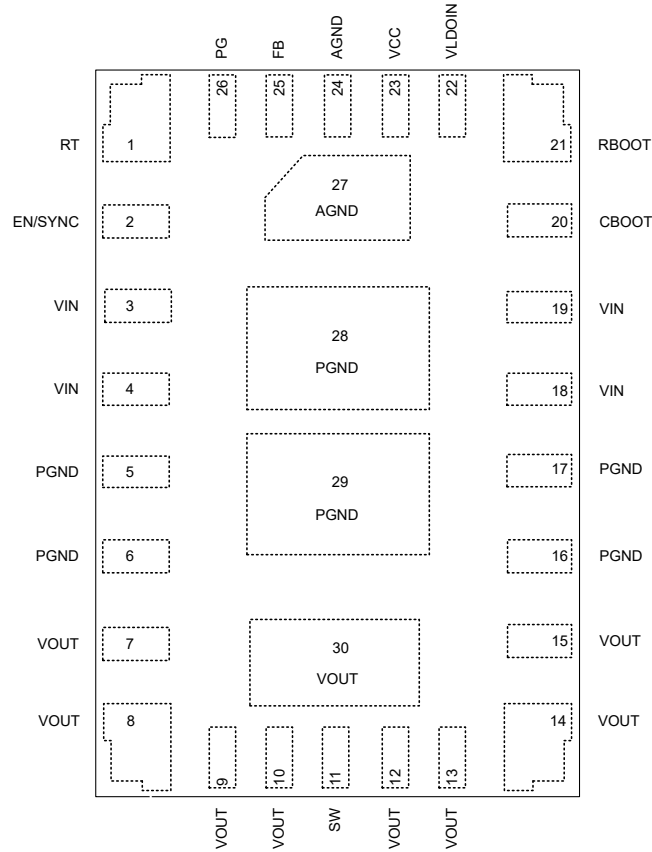 PG FB AGND VCC VLDOIN
26 25 24 23 22
RT 1 21 RBOOT
27
AGND
EN/SYNC 2 20 CBOOT
VIN 3 19 VIN
28
PGND
VIN 4 18 VIN
PGND 5 17 PGND
29
PGND
PGND 6 16 PGND
VOUT 7 15 VOUT
30
VOUT
VOUT 8 14 VOUT
9 10 11 12 13
VOUT VOUT SW VOUT VOUT